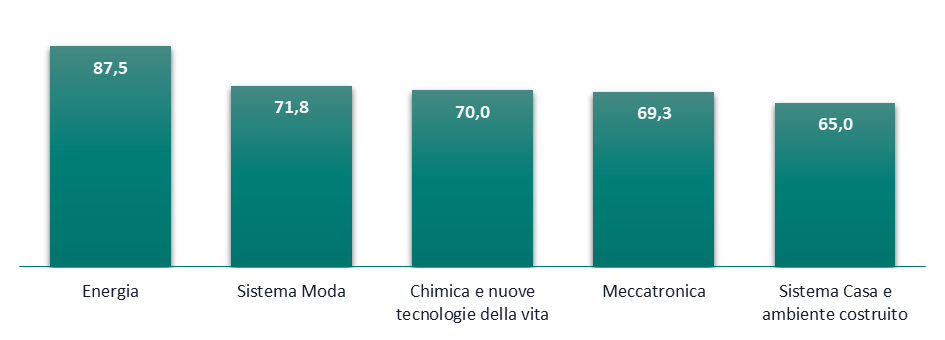 87,5
71,8
70,0
69,3
65,0
Energia
Sistema Moda
Chimica e nuove
tecnologie della vita
Meccatronica
Sistema Casa e
ambiente costruito